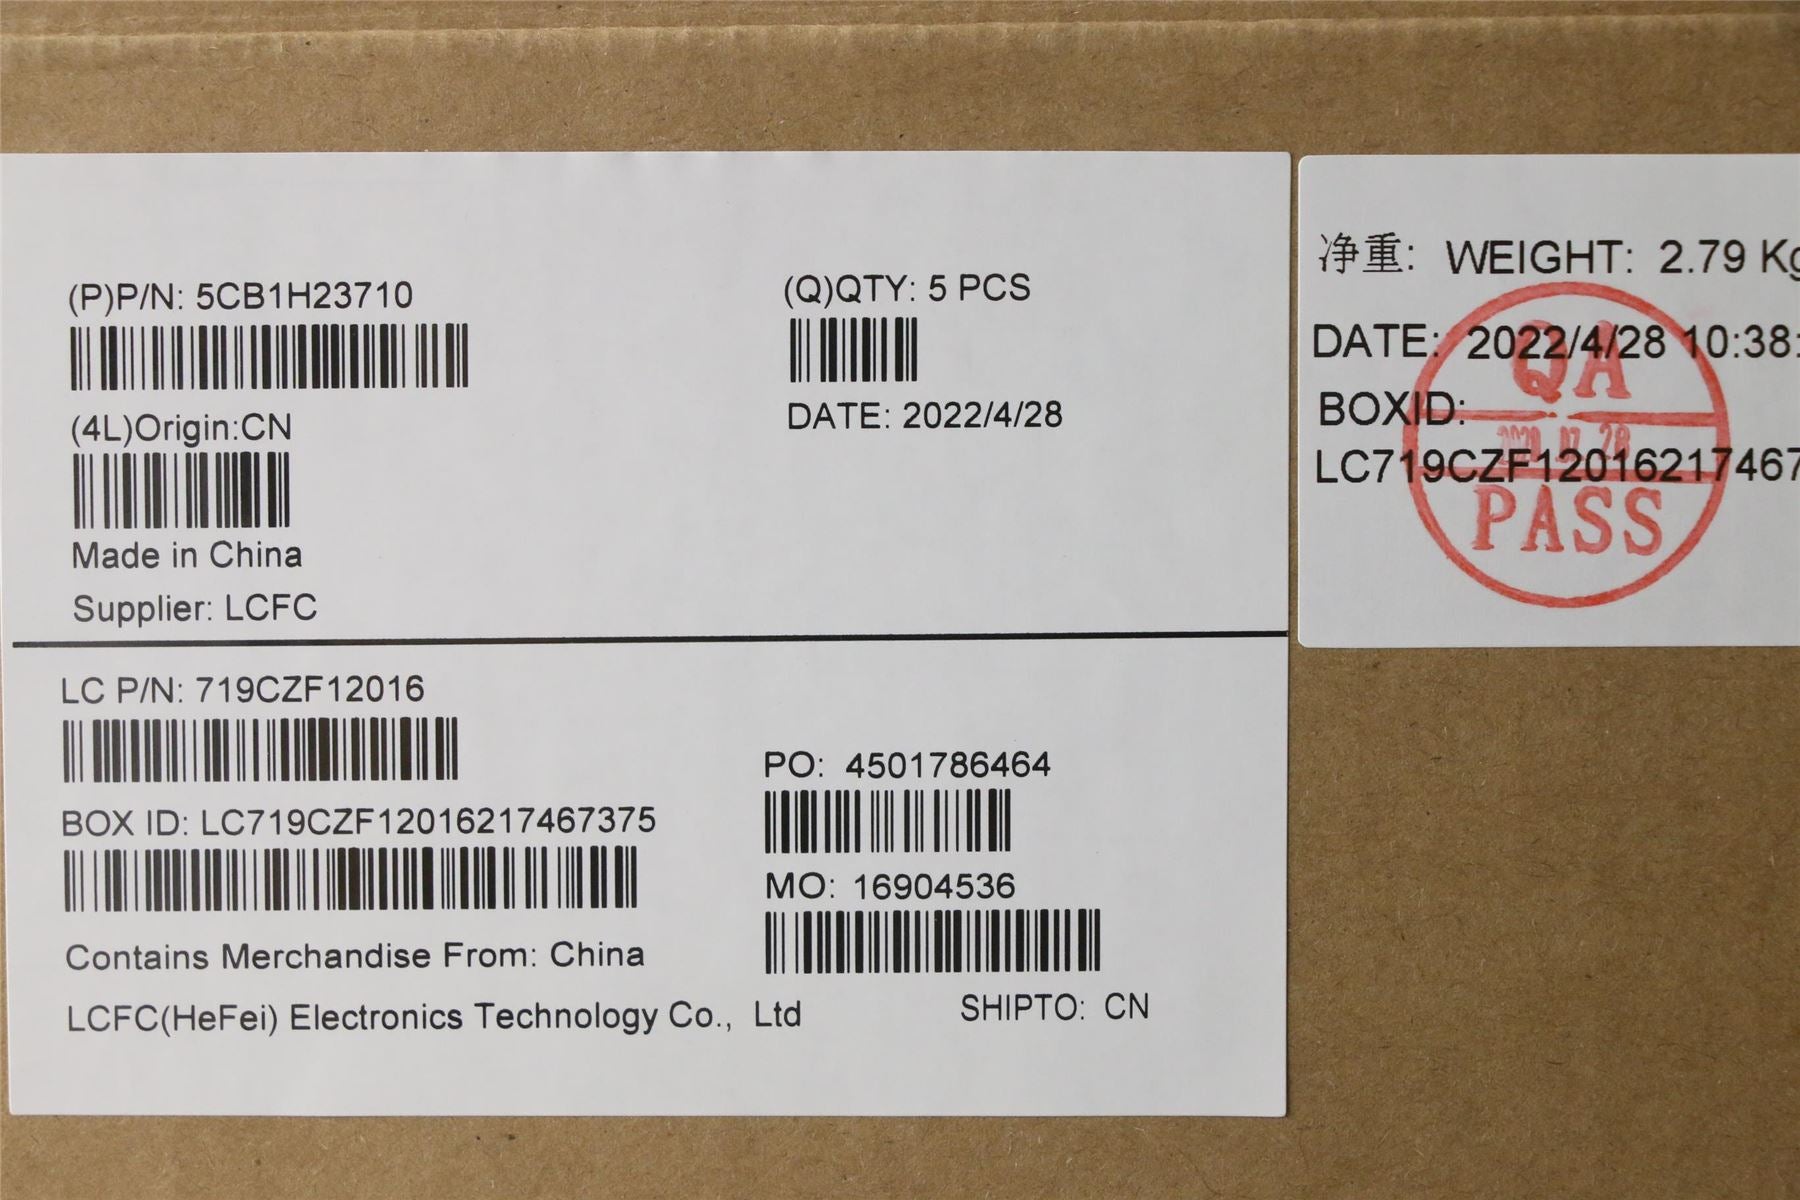 (P)P/N: 5CB1H23710
(Q)QTY: 5 PCS
DATE: 2022/4/28
(4L)Origin:CN
Made in China
Supplier: LCFC
LC P/N: 719CZF12016
BOX ID: LC719CZF12016217467375
PO: 4501786464
MO: 16904536
Contains Merchandise From: China
LCFC(HeFei) Electronics Technology Co., Ltd
SHIPTO: CN
净重: WEIGHT: 2.79 Kg
DATE: 2022/4/28 10:38:
BOXID:
LC719CZF12016217467
QA
PASS